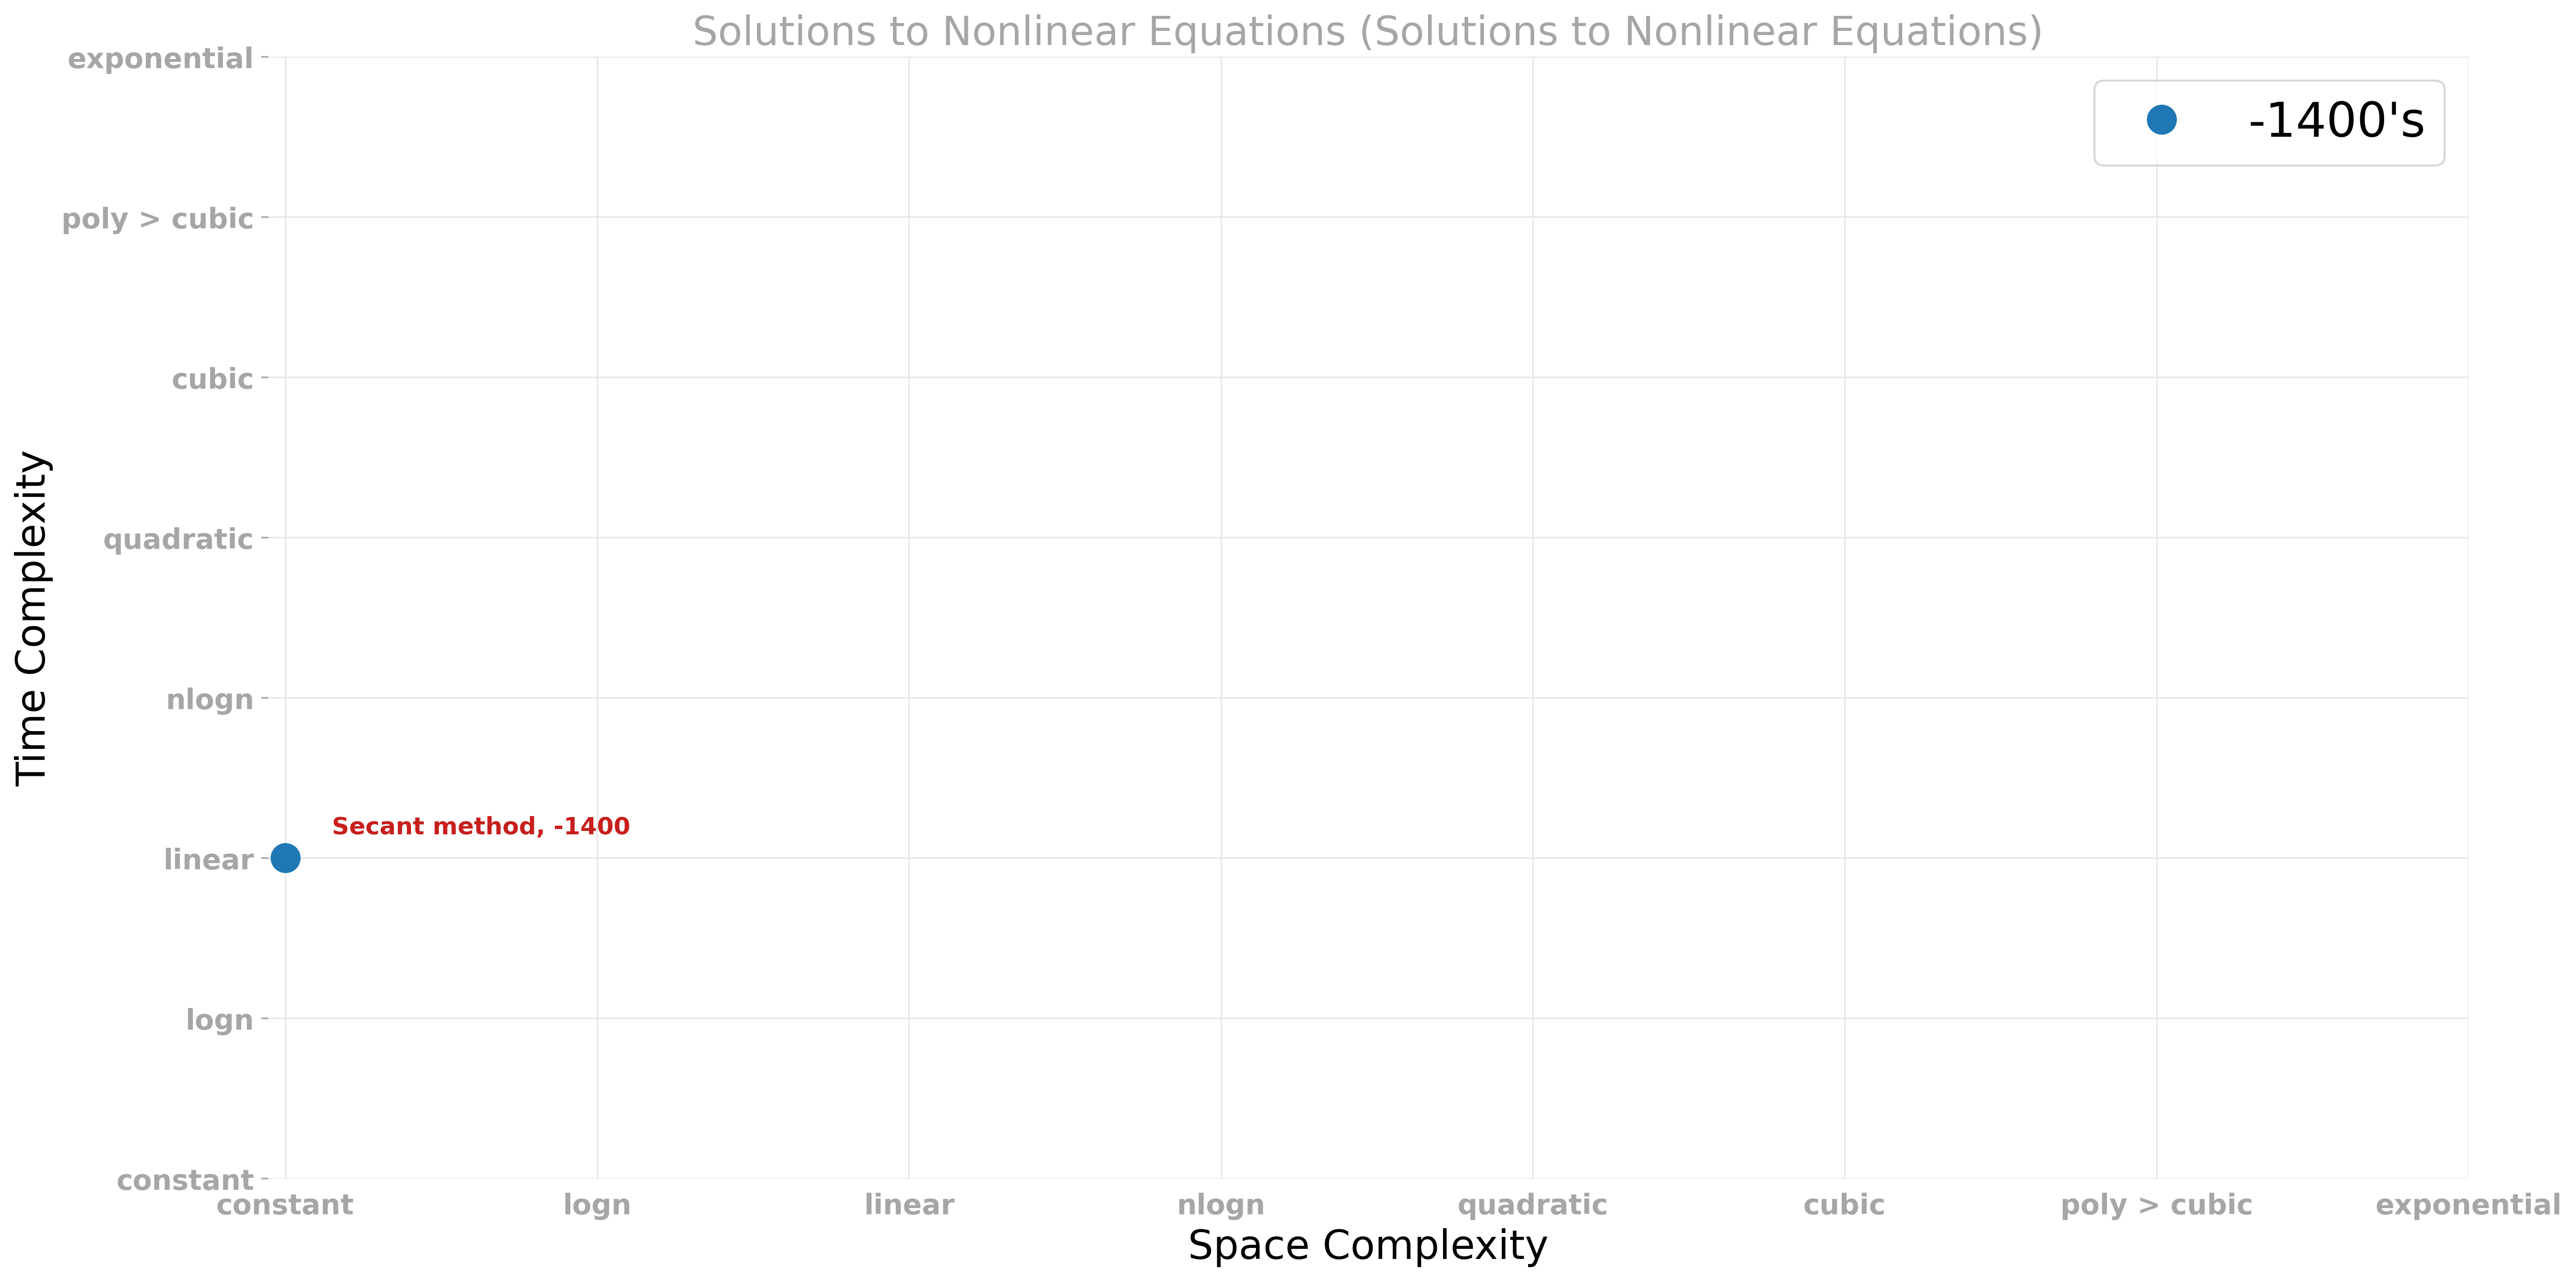 Solutions to Nonlinear Equations (Solutions to Nonlinear Equations)
exponential
-1400's
poly > cubic
cubic
quadratic
nlogn
Secant method, -1400
linear
logn
constant
Time Complexity
constant
logn
linear
nlogn
quadratic
cubic
poly > cubic
exponential
Space Complexity